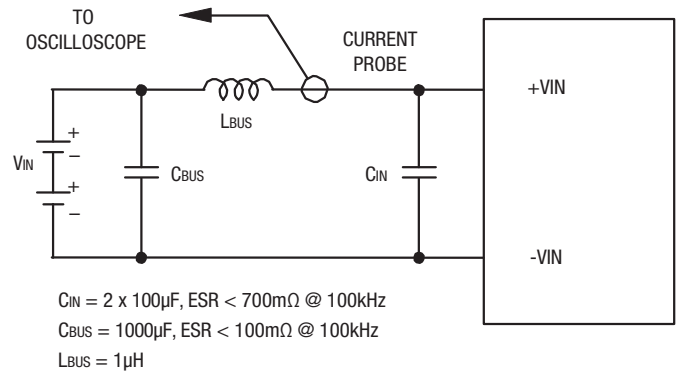 TO
OSCILLOSCOPE
CURRENT
PROBE
+VIN
LBUS
VIN
+
−
+
−
CBUS
CIN
-VIN
CIN = 2 x 100µF, ESR < 700mΩ @ 100kHz
CBUS = 1000µF, ESR < 100mΩ @ 100kHz
LBUS = 1µH